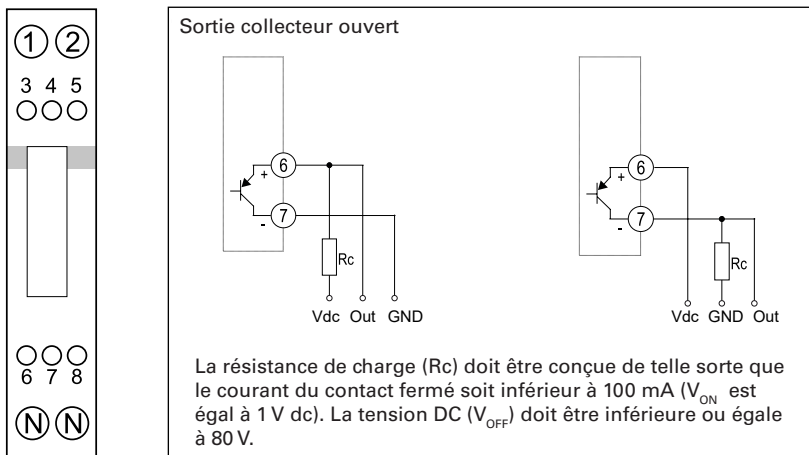 1 2
3 4 5
6 7 8
N N
Sortie collecteur ouvert
+ 6
- 7
Rc
Vdc Out GND
+ 6
- 7
Rc
Vdc GND Out
La résistance de charge (Rc) doit être conçue de telle sorte que
le courant du contact fermé soit inférieur à 100 mA (VON est
égal à 1 V dc). La tension DC (VOFF) doit être inférieure ou égale
à 80 V.